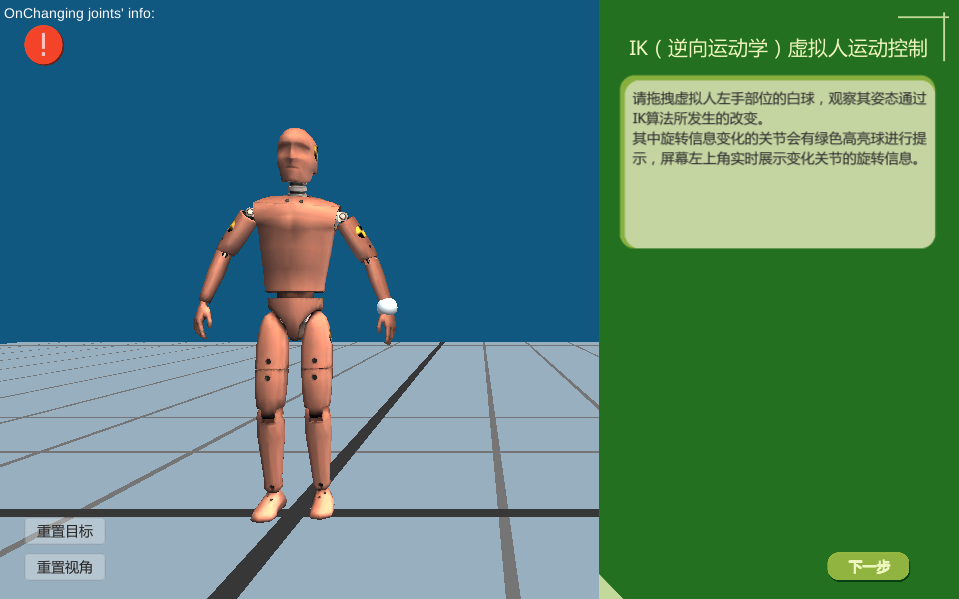 OnChanging joints' info:
!
IK（逆向运动学）虚拟人运动控制
请拖拽虚拟人左手部位的白球，观察其姿态通过
IK算法所发生的改变。
其中旋转信息变化的关节会有绿色高亮球进行提
示，屏幕左上角实时展示变化关节的旋转信息。
重置目标
重置视角
下一步